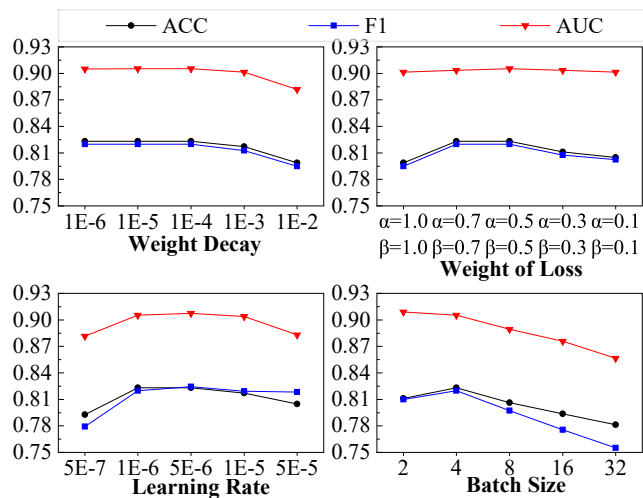 ACC F1 AUC
0.93
0.90
0.87
0.84
0.81
0.78
0.75
1E-6 1E-5 1E-4 1E-3 1E-2
Weight Decay
0.93
0.90
0.87
0.84
0.81
0.78
0.75
α=1.0 α=0.7 α=0.5 α=0.3 α=0.1
β=1.0 β=0.7 β=0.5 β=0.3 β=0.1
Weight of Loss
0.93
0.90
0.87
0.84
0.81
0.78
0.75
5E-7 1E-6 5E-6 1E-5 5E-5
Learning Rate
0.93
0.90
0.87
0.84
0.81
0.78
0.75
2 4 8 16 32
Batch Size